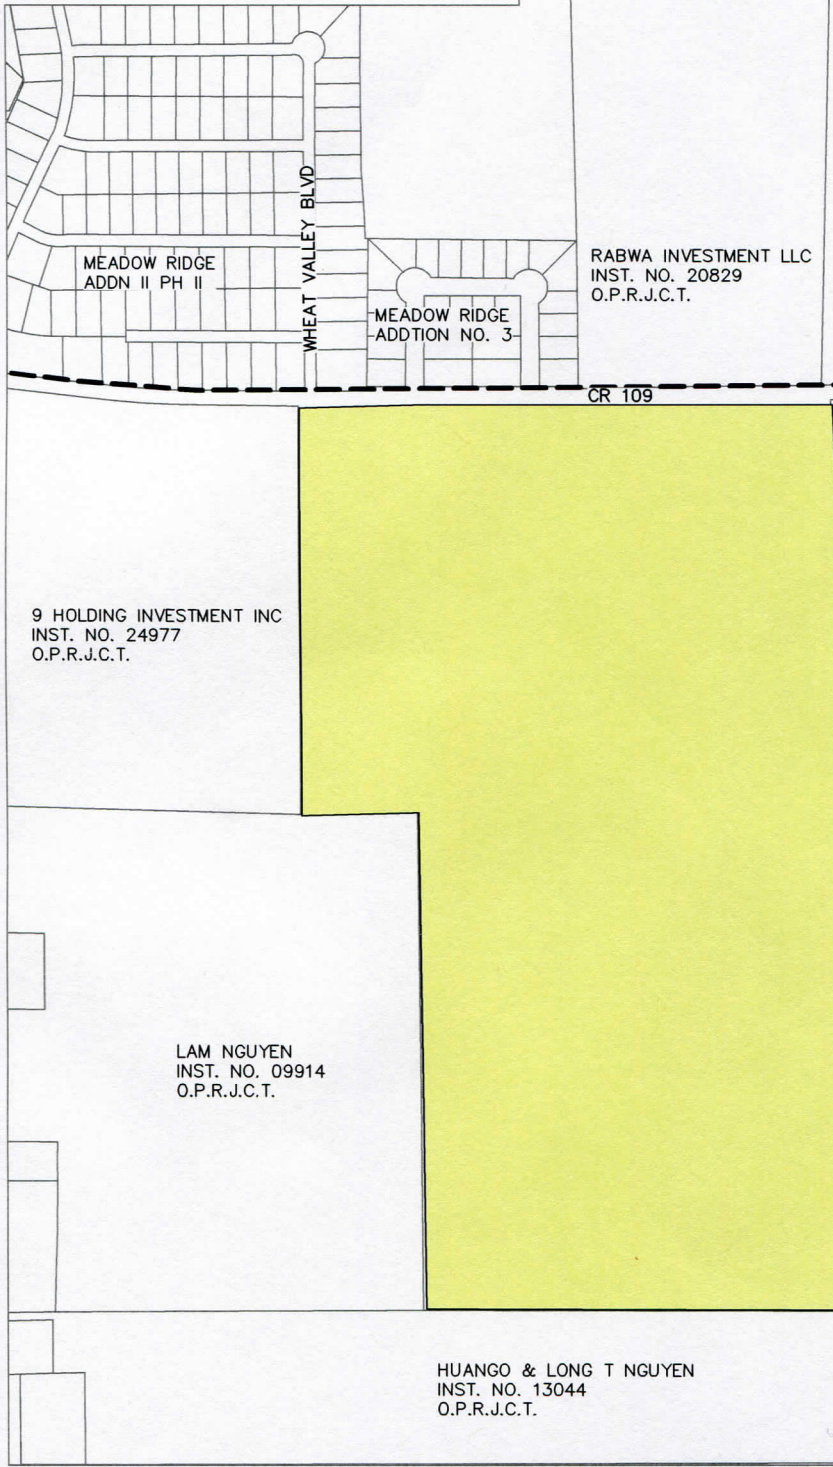 WHEAT VALLEY BLVD
MEADOW RIDGE
ADDN II PH II
MEADOW RIDGE
ADDTION NO. 3
RABWA INVESTMENT LLC
INST. NO. 20829
O.P.R.J.C.T.
CR 109
9 HOLDING INVESTMENT INC
INST. NO. 24977
O.P.R.J.C.T.
LAM NGUYEN
INST. NO. 09914
O.P.R.J.C.T.
HUANGO & LONG T NGUYEN
INST. NO. 13044
O.P.R.J.C.T.